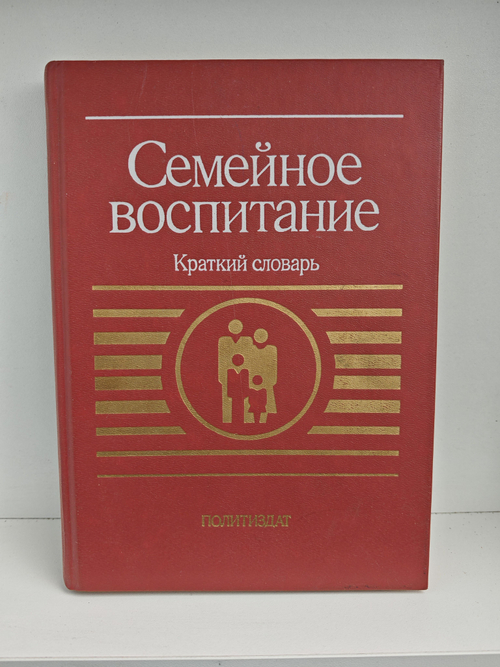 Семейное
воспитание
Краткий словарь
ПОЛИТИЗДАТ